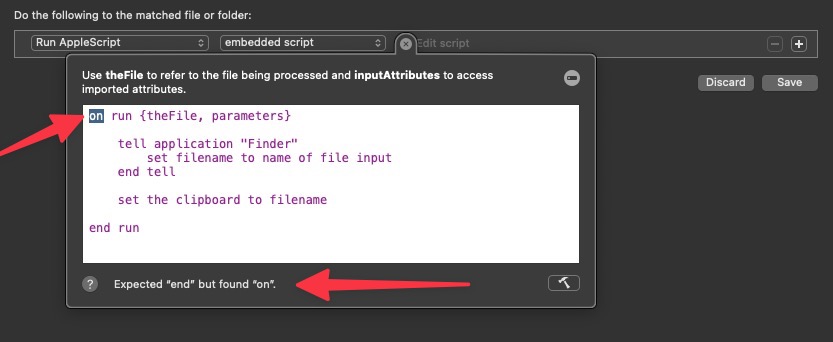 Do the following to the matched file or folder:
Run AppleScript embedded script Edit script
Use theFile to refer to the file being processed and inputAttributes to access
imported attributes.
Discard Save
on run {theFile, parameters}
tell application "Finder"
set filename to name of file input
end tell
set the clipboard to filename
end run
? Expected “end” but found “on”.